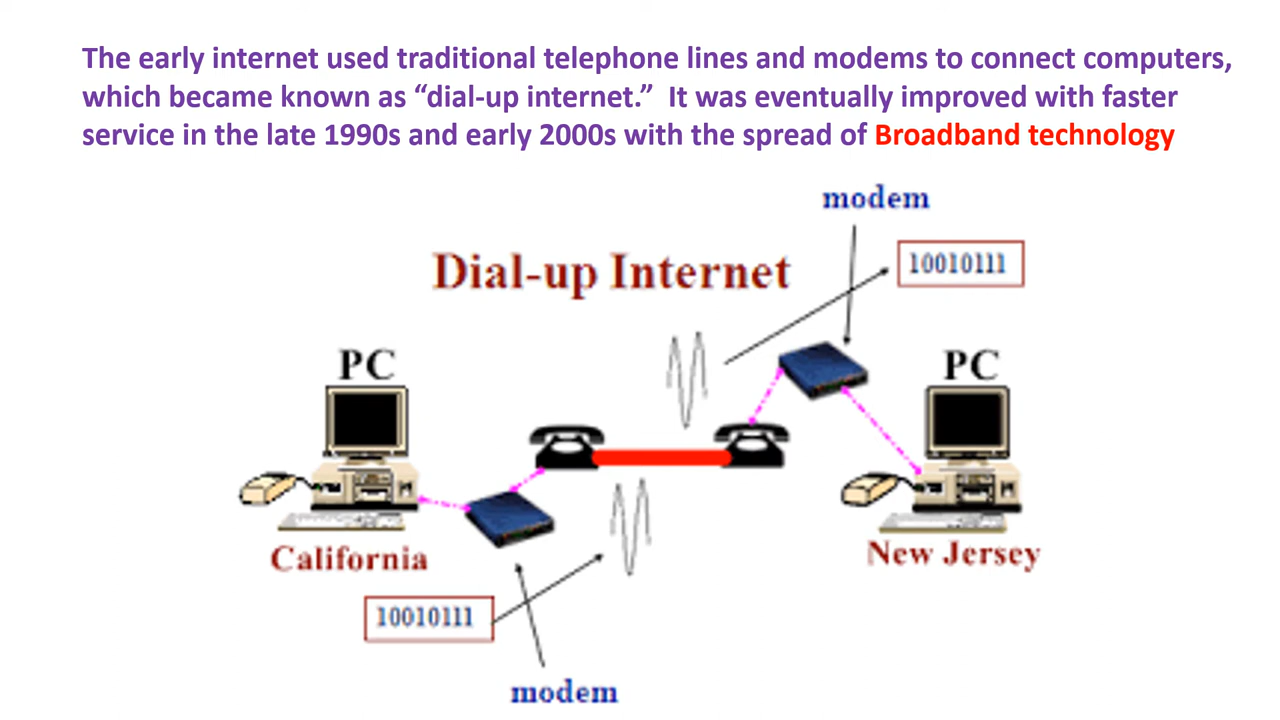 The early internet used traditional telephone lines and modems to connect computers,
which became known as “dial-up internet.”  It was eventually improved with faster
service in the late 1990s and early 2000s with the spread of Broadband technology
modem
Dial-up Internet
10010111
PC
PC
California
New Jersey
10010111
modem